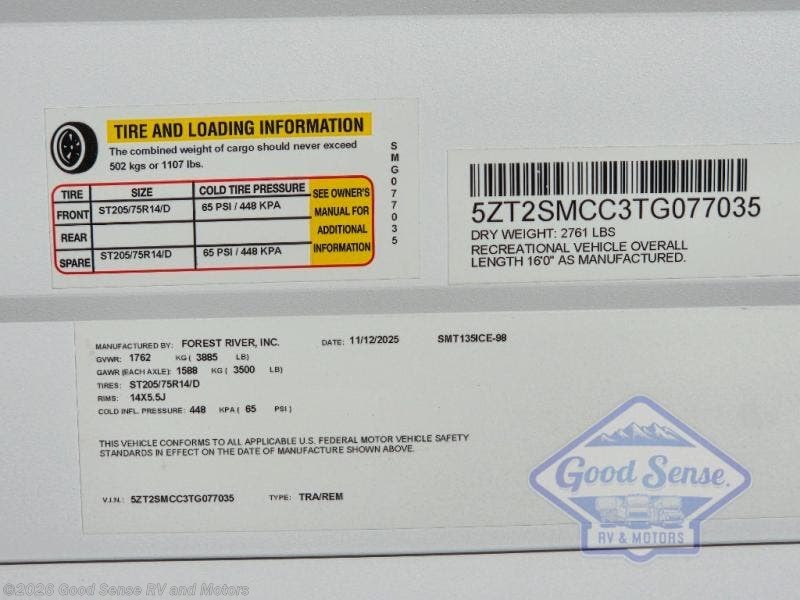 TIRE AND LOADING INFORMATION
The combined weight of cargo should never exceed
502 kgs or 1107 lbs.
TIRE SIZE COLD TIRE PRESSURE SEE OWNER'S MANUAL FOR ADDITIONAL INFORMATION
FRONT ST205/75R14/D 65 PSI / 448 KPA
REAR
SPARE ST205/75R14/D 65 PSI / 448 KPA
SMG077035
5ZT2SMCC3TG077035
DRY WEIGHT: 2761 LBS
RECREATIONAL VEHICLE OVERALL
LENGTH 16'0" AS MANUFACTURED.
MANUFACTURED BY: FOREST RIVER, INC. DATE: 11/12/2025 SMT135ICE-98
GVWR: 1762 KG ( 3885 LB)
GAWR (EACH AXLE): 1588 KG ( 3500 LB)
TIRES: ST205/75R14/D
RIMS: 14X5.5J
COLD INFL. PRESSURE: 448 KPA ( 65 PSI )
THIS VEHICLE CONFORMS TO ALL APPLICABLE U.S. FEDERAL MOTOR VEHICLE SAFETY
STANDARDS IN EFFECT ON THE DATE OF MANUFACTURE SHOWN ABOVE.
V.I.N.: 5ZT2SMCC3TG077035 TYPE: TRA/REM
Good Sense.
RV & MOTORS
©2026 Good Sense RV and Motors